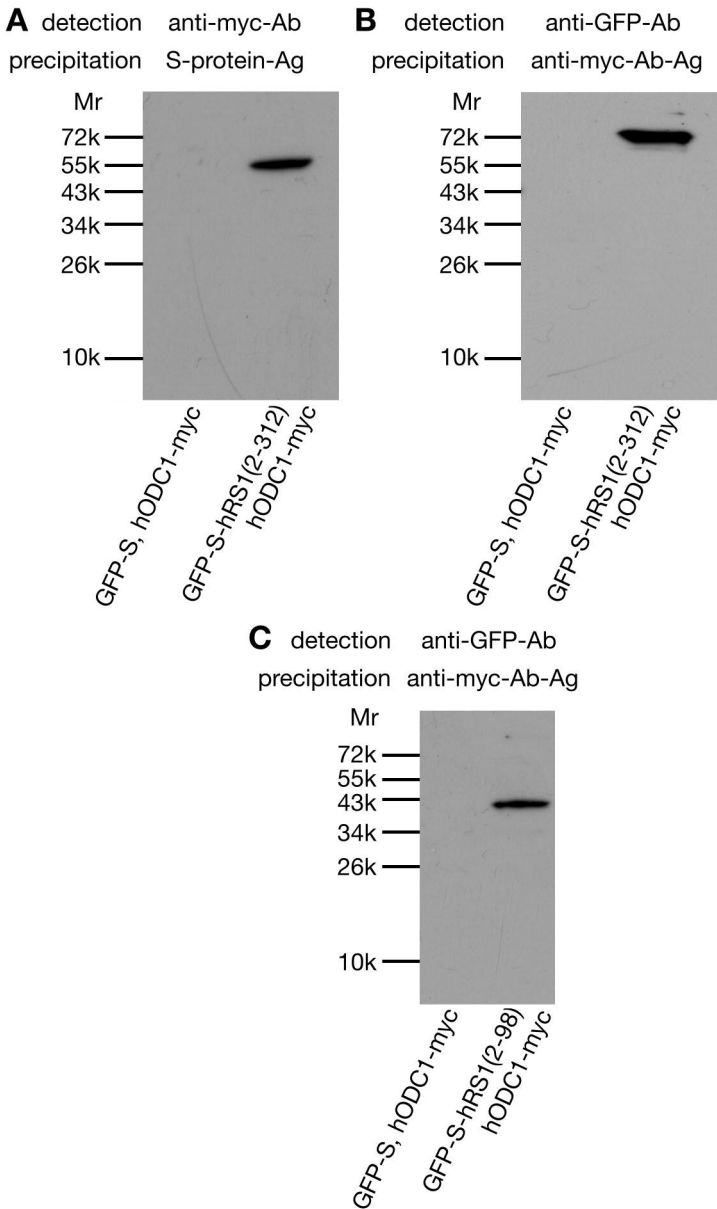 A detection anti-myc-Ab
precipitation S-protein-Ag
Mr
72k
55k
43k
34k
26k
10k
GFP-S, hODC1-myc
GFP-S-hRS1(2-312)
hODC1-myc
B detection anti-GFP-Ab
precipitation anti-myc-Ab-Ag
Mr
72k
55k
43k
34k
26k
10k
GFP-S, hODC1-myc
GFP-S-hRS1(2-312)
hODC1-myc
C detection anti-GFP-Ab
precipitation anti-myc-Ab-Ag
Mr
72k
55k
43k
34k
26k
10k
GFP-S, hODC1-myc
GFP-S-hRS1(2-98)
hODC1-myc